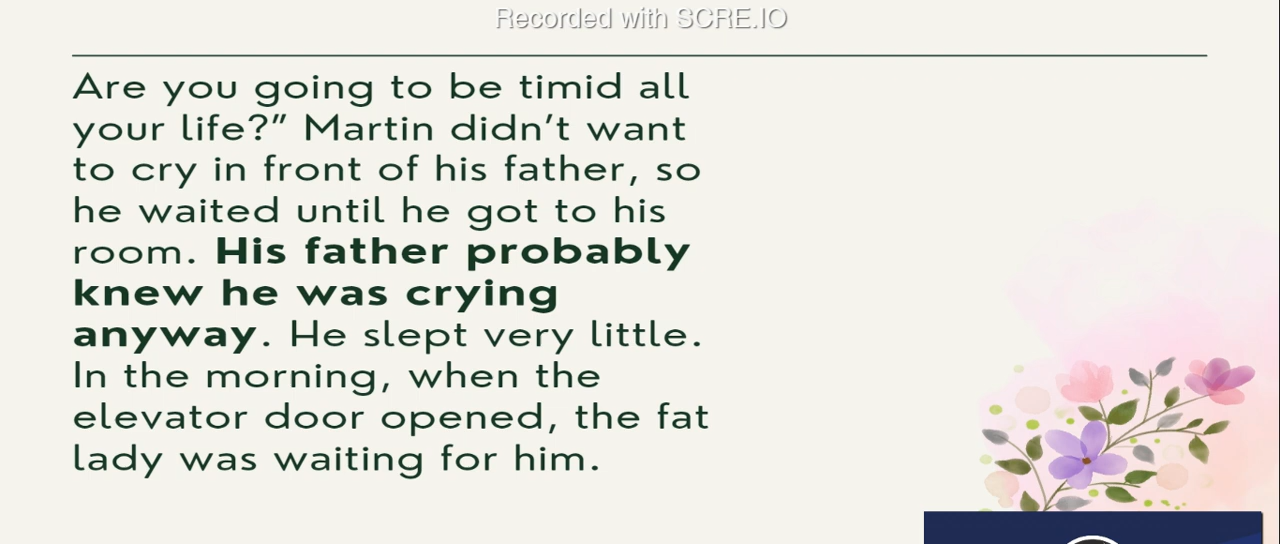 Recorded with SCRE.IO
Are you going to be timid all
your life?” Martin didn’t want
to cry in front of his father, so
he waited until he got to his
room. His father probably
knew he was crying
anyway. He slept very little.
In the morning, when the
elevator door opened, the fat
lady was waiting for him.